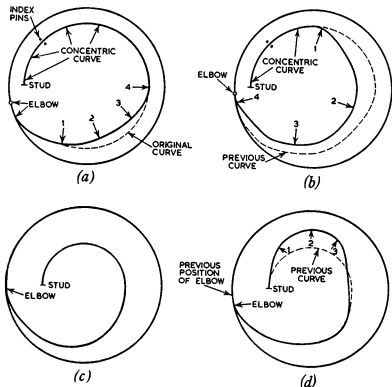 INDEX
PINS
CONCENTRIC
CURVE
STUD
ELBOW
4
3
2
1
ORIGINAL
CURVE
(a)
1
CONCENTRIC
CURVE
ELBOW
STUD
4
2
3
PREVIOUS
CURVE
(b)
STUD
ELBOW
(c)
2
1
3
PREVIOUS
CURVE
PREVIOUS
POSITION
OF ELBOW
STUD
ELBOW
(d)